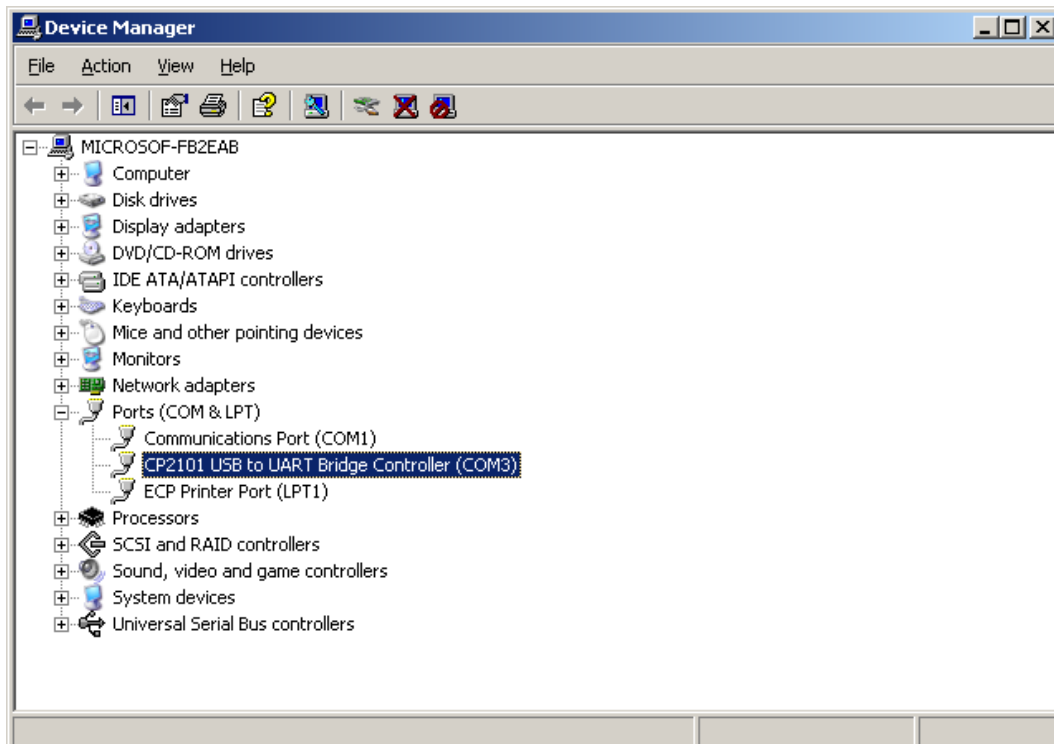 Device Manager
File Action View Help
MICROSOF-FB2EAB
Computer
Disk drives
Display adapters
DVD/CD-ROM drives
IDE ATA/ATAPI controllers
Keyboards
Mice and other pointing devices
Monitors
Network adapters
Ports (COM & LPT)
Communications Port (COM1)
CP2101 USB to UART Bridge Controller (COM3)
ECP Printer Port (LPT1)
Processors
SCSI and RAID controllers
Sound, video and game controllers
System devices
Universal Serial Bus controllers